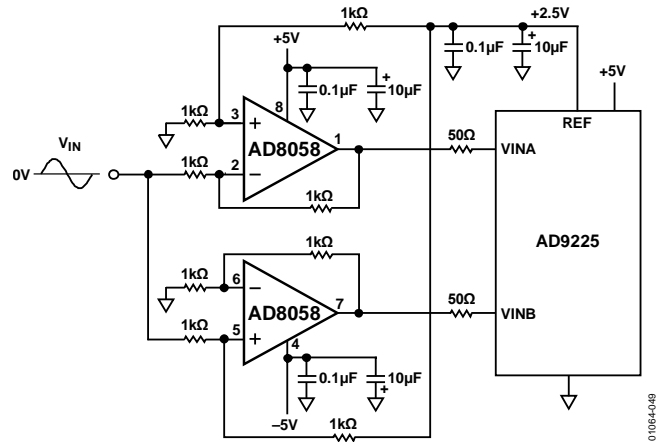 1kΩ
+2.5V
+5V
0.1µF
+
10µF
+5V
0.1µF
+
10µF
1kΩ
3
+
8
REF
VIN
AD8058
1
50Ω
VINA
0V
1kΩ
2
−
1kΩ
AD9225
1kΩ
1kΩ
6
−
AD8058
7
50Ω
VINB
1kΩ
5
+
4
0.1µF
10µF
+
−5V
1kΩ
01064-049